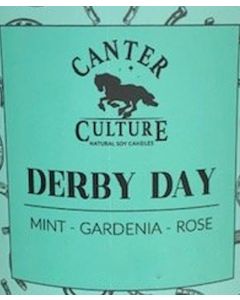 CANTER
CULTURE
NATURAL SOY CANDLES
DERBY DAY
MINT - GARDENIA - ROSE